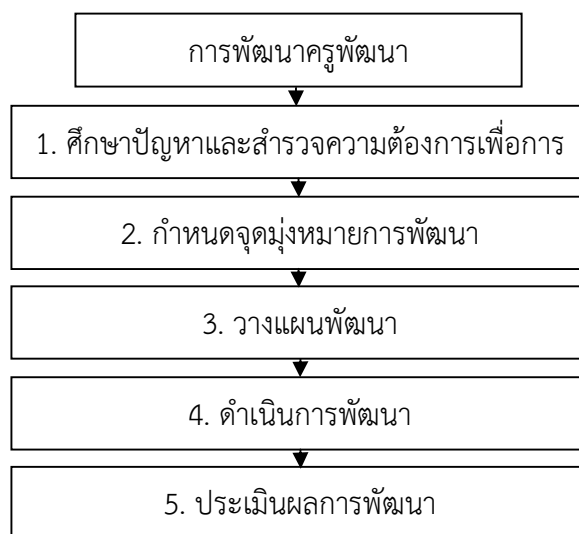 การพัฒนาครูพัฒนา
1. ศึกษาปัญหาและสำรวจความต้องการเพื่อการ
2. กำหนดจุดมุ่งหมายการพัฒนา
3. วางแผนพัฒนา
4. ดำเนินการพัฒนา
5. ประเมินผลการพัฒนา